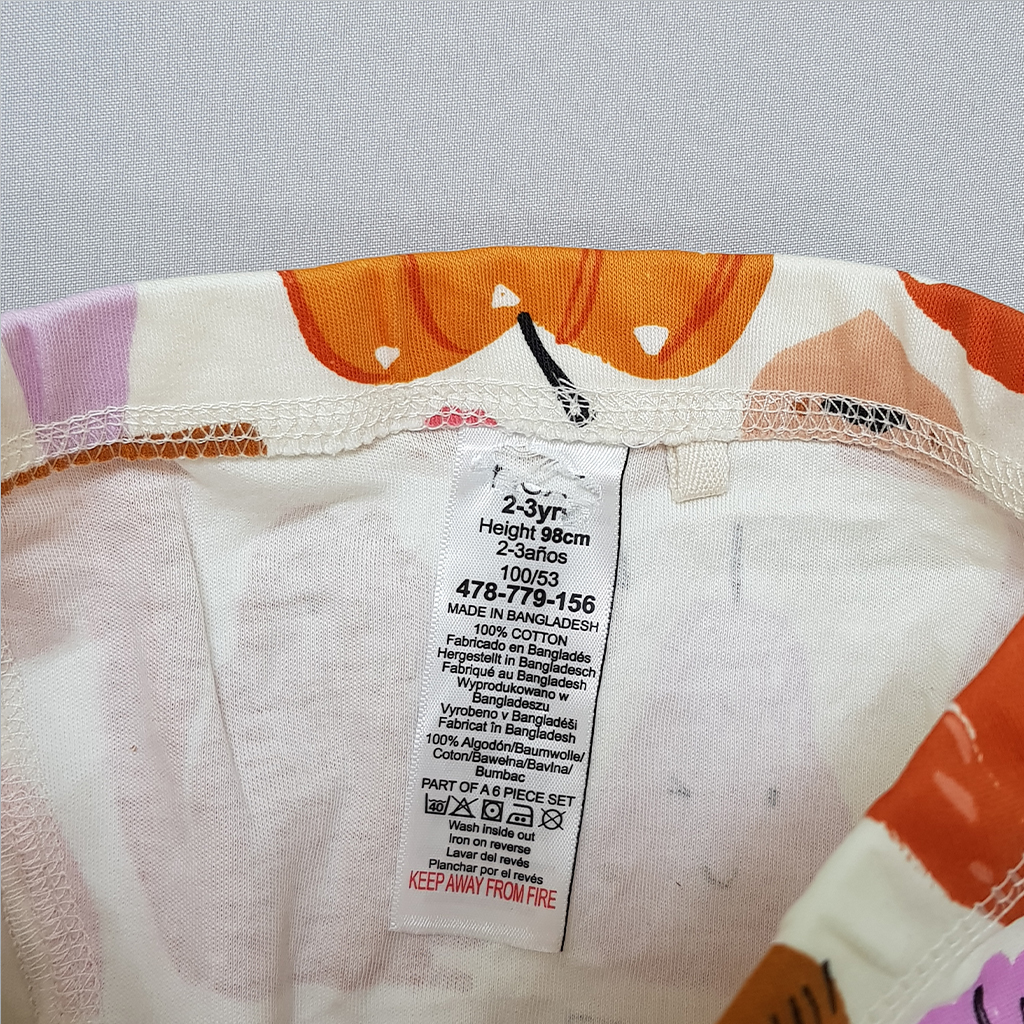 2-3yrs
Height 98cm
2-3años
100/53
478-779-156
MADE IN BANGLADESH
100% COTTON
Fabricado en Bangladés
Hergestellt in Bangladesch
Fabriqué au Bangladesh
Wyprodukowano w
Bangladeszu
Vyrobeno v Bangladéši
Fabricat în Bangladesh
100% Algodón/Baumwolle/
Coton/Bawełna/Bavlna/
Bumbac
PART OF A 6 PIECE SET
40
Wash inside out
Iron on reverse
Lavar del revés
Planchar por el revés
KEEP AWAY FROM FIRE